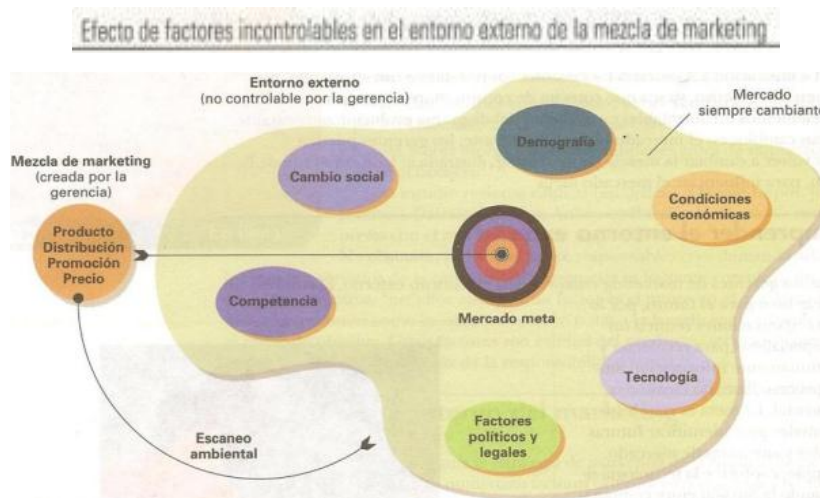 Efecto de factores incontrolables en el entorno externo de la mezcla de marketing
Entorno externo
(no controlable por la gerencia)
Mercado
siempre cambiante
Demografía
Cambio social
Mezcla de marketing
(creada por la
gerencia)
Condiciones
económicas
Producto
Distribución
Promoción
Precio
Competencia
Mercado meta
Tecnología
Factores
políticos y
legales
Escaneo
ambiental